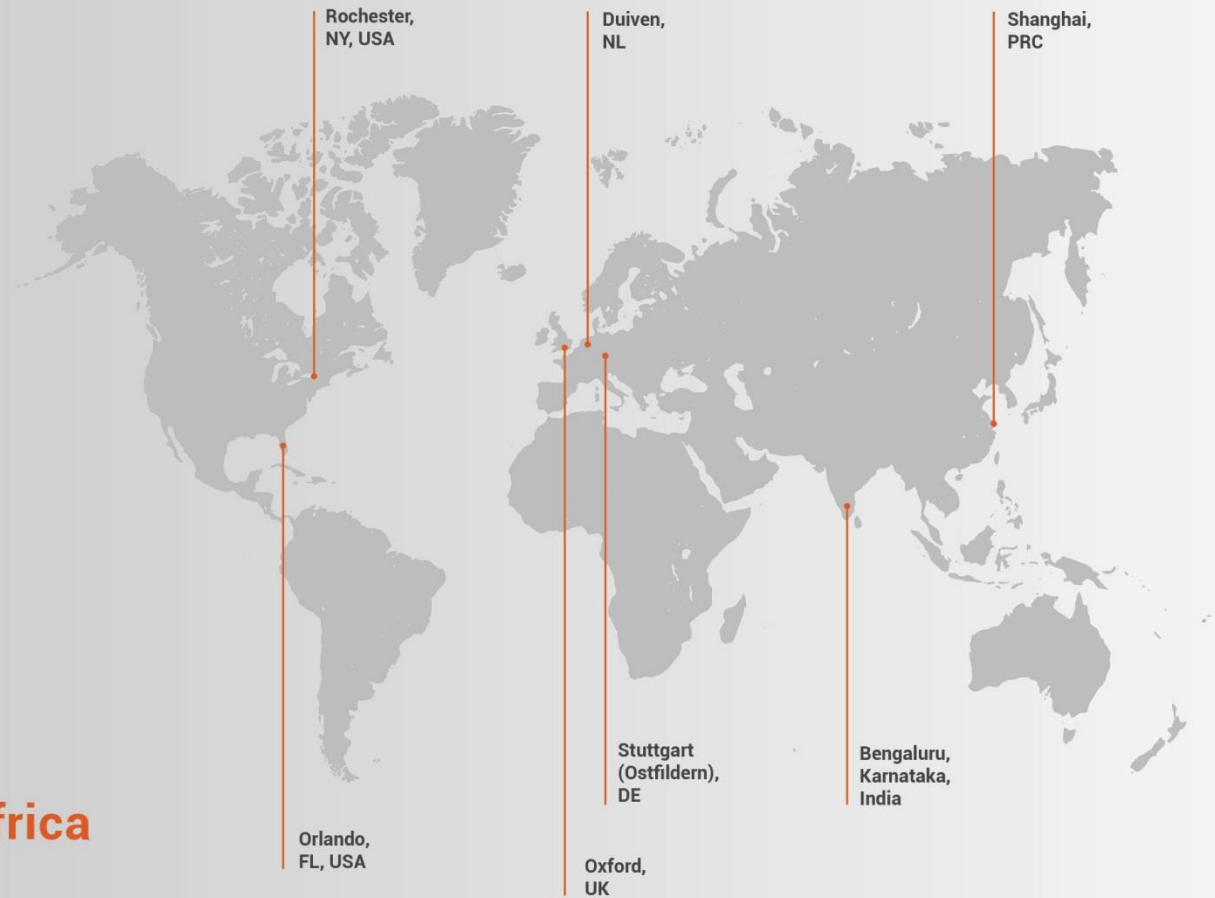 Rochester,
NY, USA
Duiven,
NL
Shanghai,
PRC
Stuttgart
(Ostfildern),
DE
Bengaluru,
Karnataka,
India
frica
Orlando,
FL, USA
Oxford,
UK